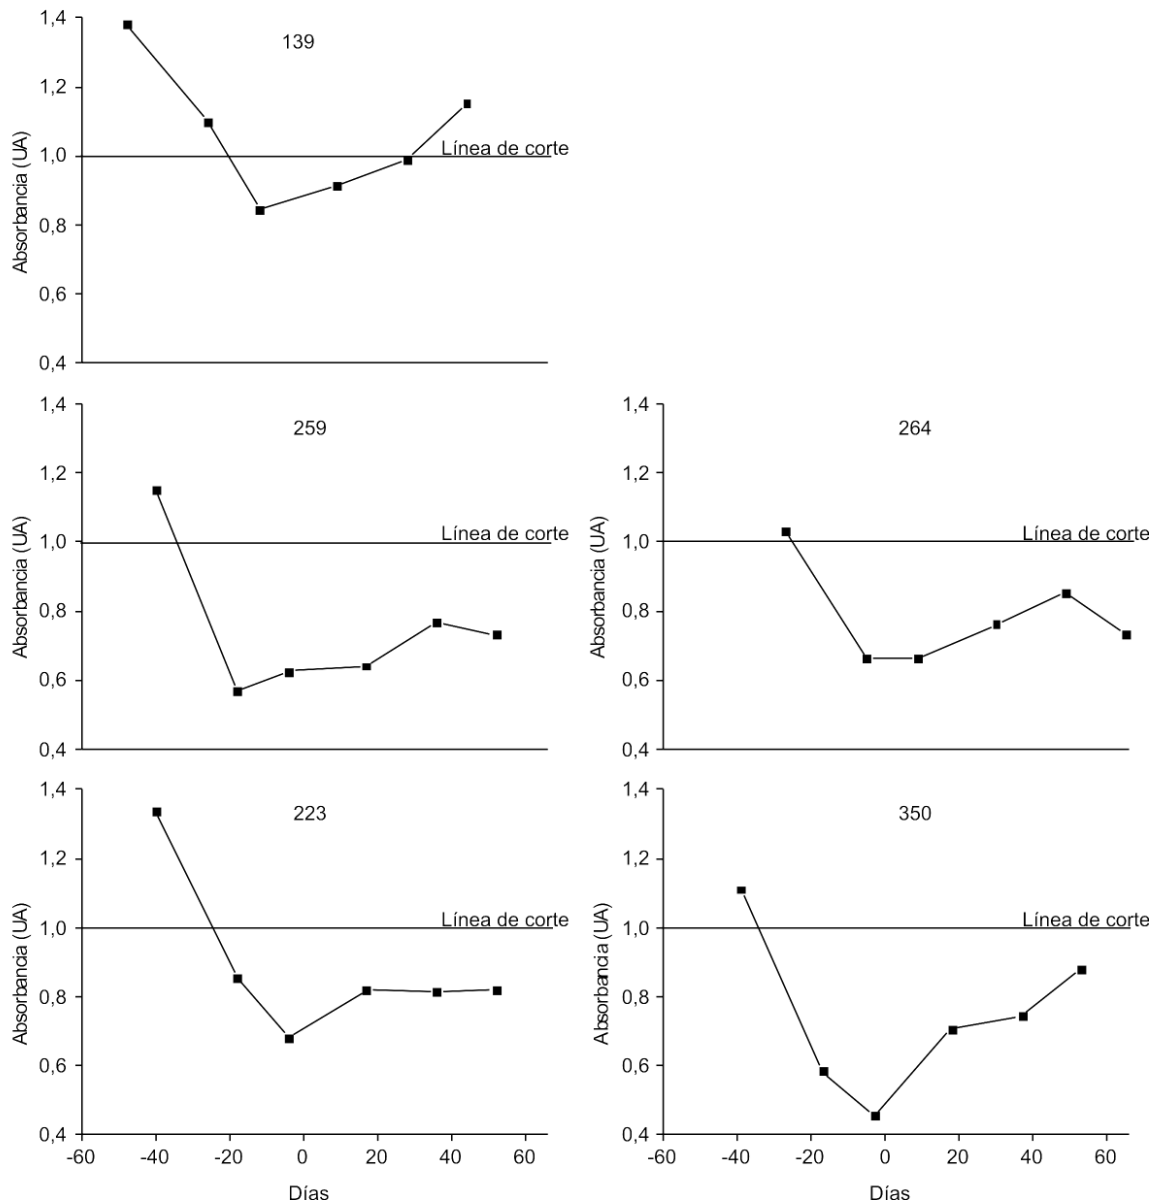 139
1,4
1,2
1,0
0,8
0,6
0,4
Absorbancia (UA)
Línea de corte
259
1,4
1,2
1,0
0,8
0,6
0,4
Absorbancia (UA)
Línea de corte
264
1,4
1,2
1,0
0,8
0,6
0,4
Absorbancia (UA)
Línea de corte
223
1,4
1,2
1,0
0,8
0,6
0,4
Absorbancia (UA)
Línea de corte
-60 -40 -20 0 20 40 60
Días
350
1,4
1,2
1,0
0,8
0,6
0,4
Absorbancia (UA)
Línea de corte
-60 -40 -20 0 20 40 60
Días